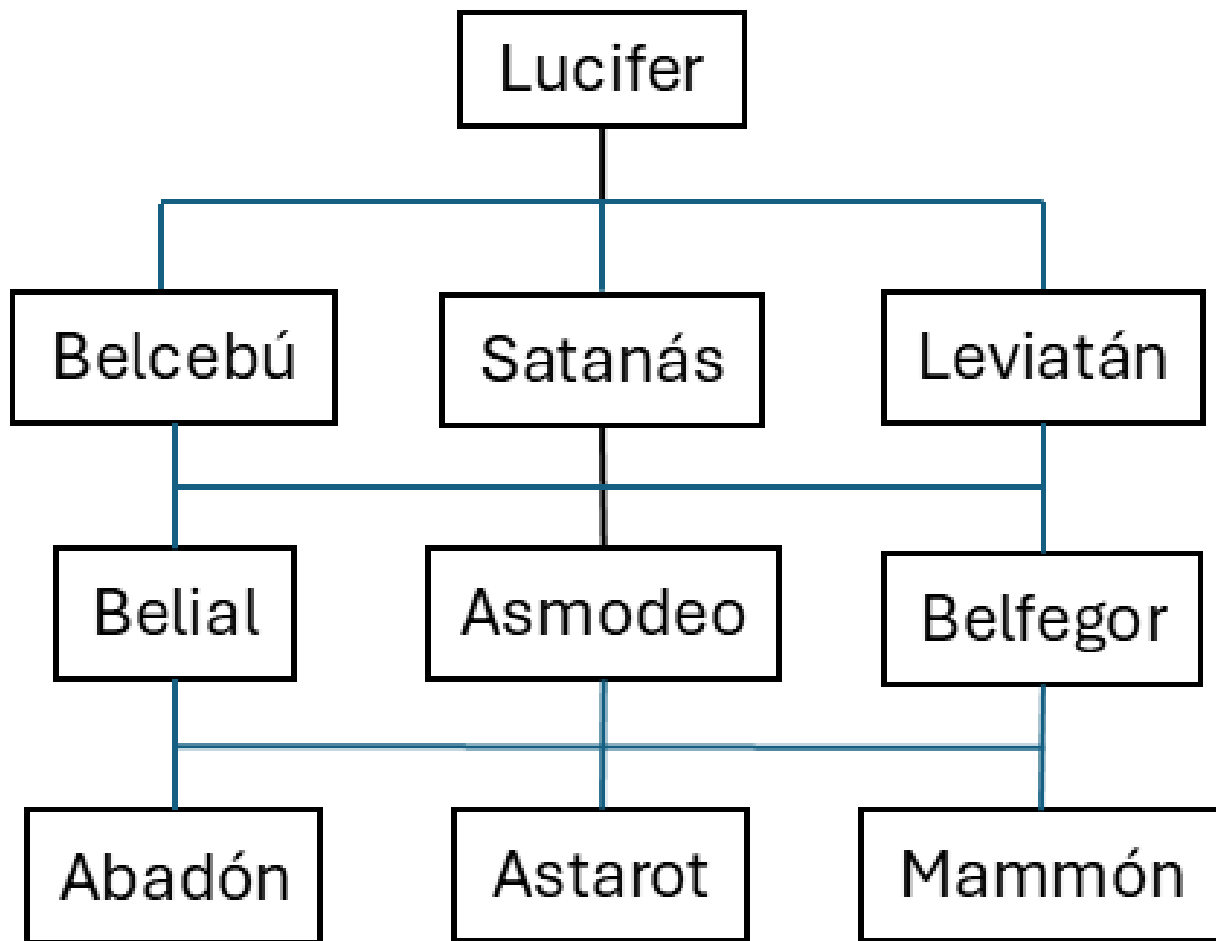 Lucifer
Belcebú
Satanás
Leviatán
Belial
Asmodeo
Belfegor
Abadón
Astarot
Mammón